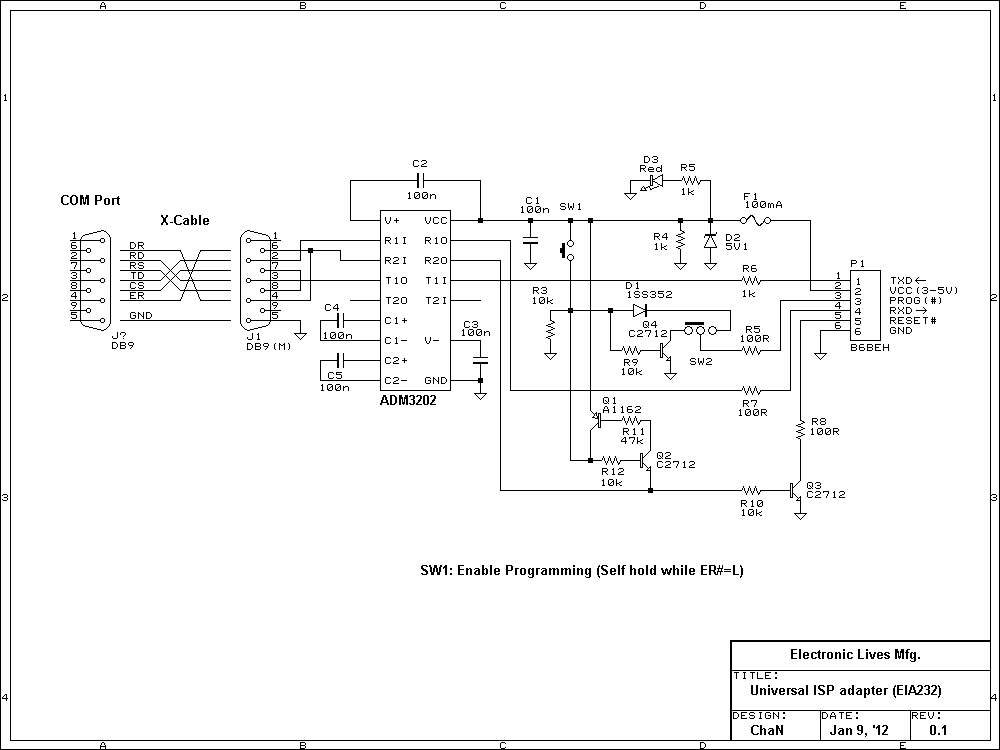 A B C D E
1
1
COM Port
X-Cable
1
6
2
7
3
8
4
9
5
DR
RD
RS
TD
CS
ER
GND
J?
DB9
1
6
2
7
3
8
4
9
5
J1
DB9(M)
C2
100n
V+ VCC
R1I R1O
R2I R2O
T1O T1I
T2O T2I
C1+
C1- V-
C2+
C2- GND
ADM3202
C4
100n
C5
100n
C3
100n
C1
100n
SW1
D3
Red
R5
1k
F1
100mA
R4
1k
D2
5V1
R6
1k
R3
10k
D1
1SS352
Q4
C2712
R9
10k
SW2
R5
100R
R7
100R
P1
1 1 TXD←
2 2 VCC(3-5V)
3 3 PROG(#)
4 4 RXD→
5 5 RESET#
6 6 GND
B6BEH
Q1
A1162
R11
47k
R12
10k
Q2
C2712
R8
100R
R10
10k
Q3
C2712
2
2
3
3
SW1: Enable Programming (Self hold while ER#=L)
4
4
Electronic Lives Mfg.
TITLE:
Universal ISP adapter (EIA232)
DESIGN: DATE: REV:
ChaN Jan 9, '12 0.1
A B C D E